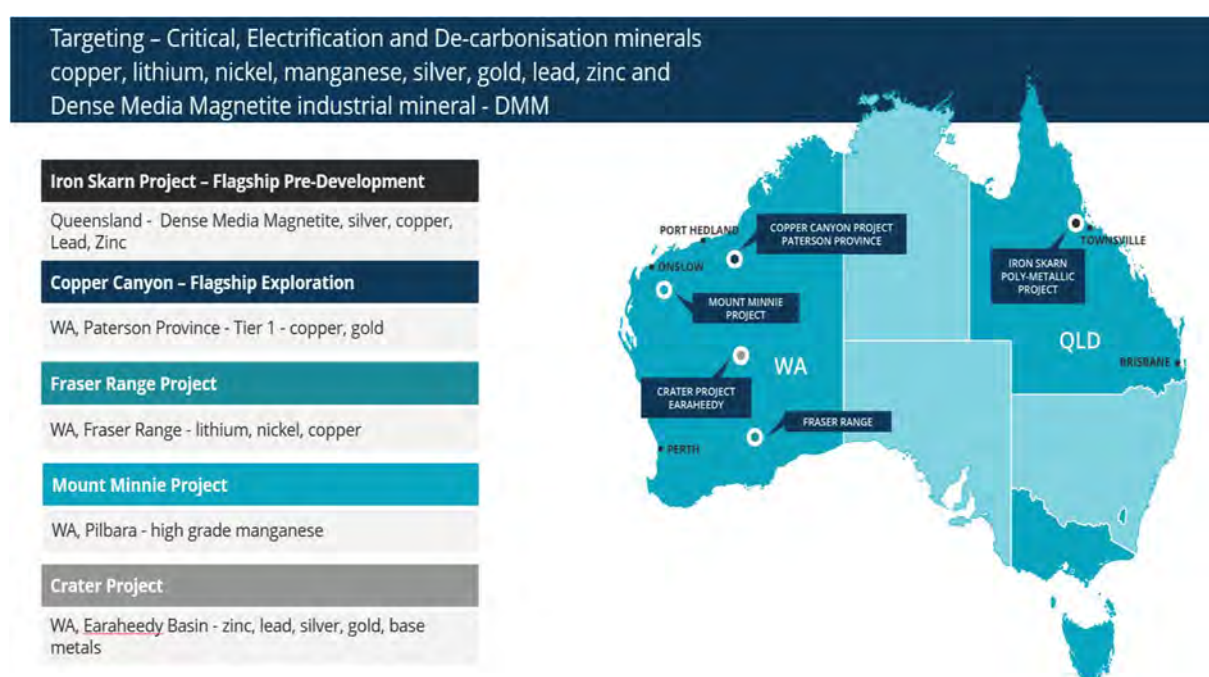 Targeting – Critical, Electrification and De-carbonisation minerals
copper, lithium, nickel, manganese, silver, gold, lead, zinc and
Dense Media Magnetite industrial mineral - DMM
Iron Skarn Project – Flagship Pre-Development
Queensland - Dense Media Magnetite, silver, copper,
Lead, Zinc
Copper Canyon – Flagship Exploration
WA, Paterson Province - Tier 1 - copper, gold
Fraser Range Project
WA, Fraser Range - lithium, nickel, copper
Mount Minnie Project
WA, Pilbara - high grade manganese
Crater Project
WA, Earaheedy Basin - zinc, lead, silver, gold, base
metals
PORT HEDLAND
COPPER CANYON PROJECT
PATERSON PROVINCE
ONSLOW
MOUNT MINNIE
PROJECT
WA
CRATER PROJECT
EARAHEEDY
FRASER RANGE
PERTH
TOWNSVILLE
IRON SKARN
POLY-METALLIC
PROJECT
QLD
BRISBANE